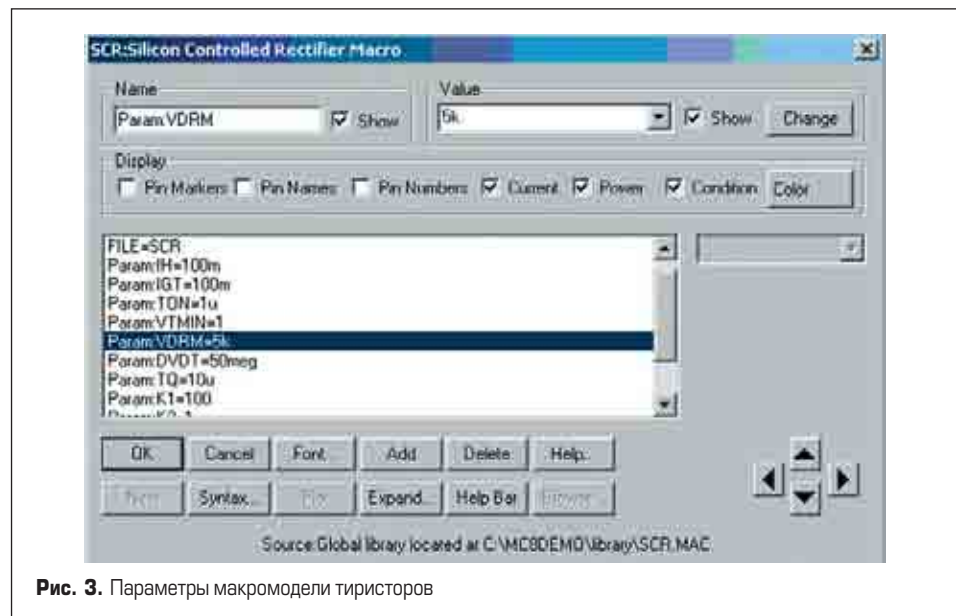 SCR:Silicon Controlled Rectifier Macro
Name
Value
Param:VDRM
Show
5k
Show
Change
Display
Pin Markers
Pin Names
Pin Numbers
Current
Power
Condition
Color
FILE=SCR
Param:IH=100m
Param:IGT=100m
Param:TON=1u
Param:VTMIN=1
Param:VDRM=5k
Param:DVDT=50meg
Param:TQ=10u
Param:K1=100
OK
Cancel
Font...
Add
Delete
Help...
Syntax...
Expand...
Help Bar
Source:Global library located at C:\MC8DEMO\library\SCR.MAC
Рис. 3. Параметры макромодели тиристоров